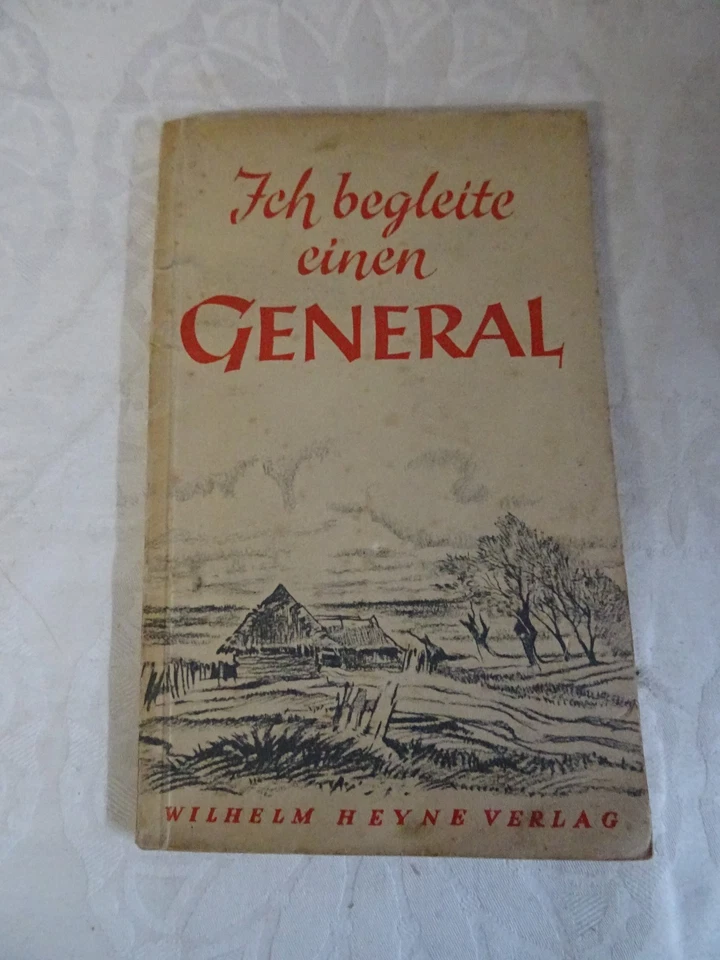 Ich begleite
einen
GENERAL
WILHELM HEYNE VERLAG